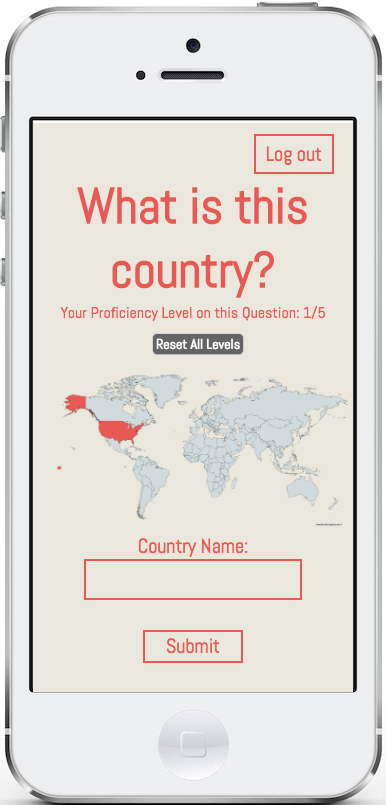 Log out
What is this
country?
Your Proficiency Level on this Question: 1/5
Reset All Levels
Country Name:
Submit